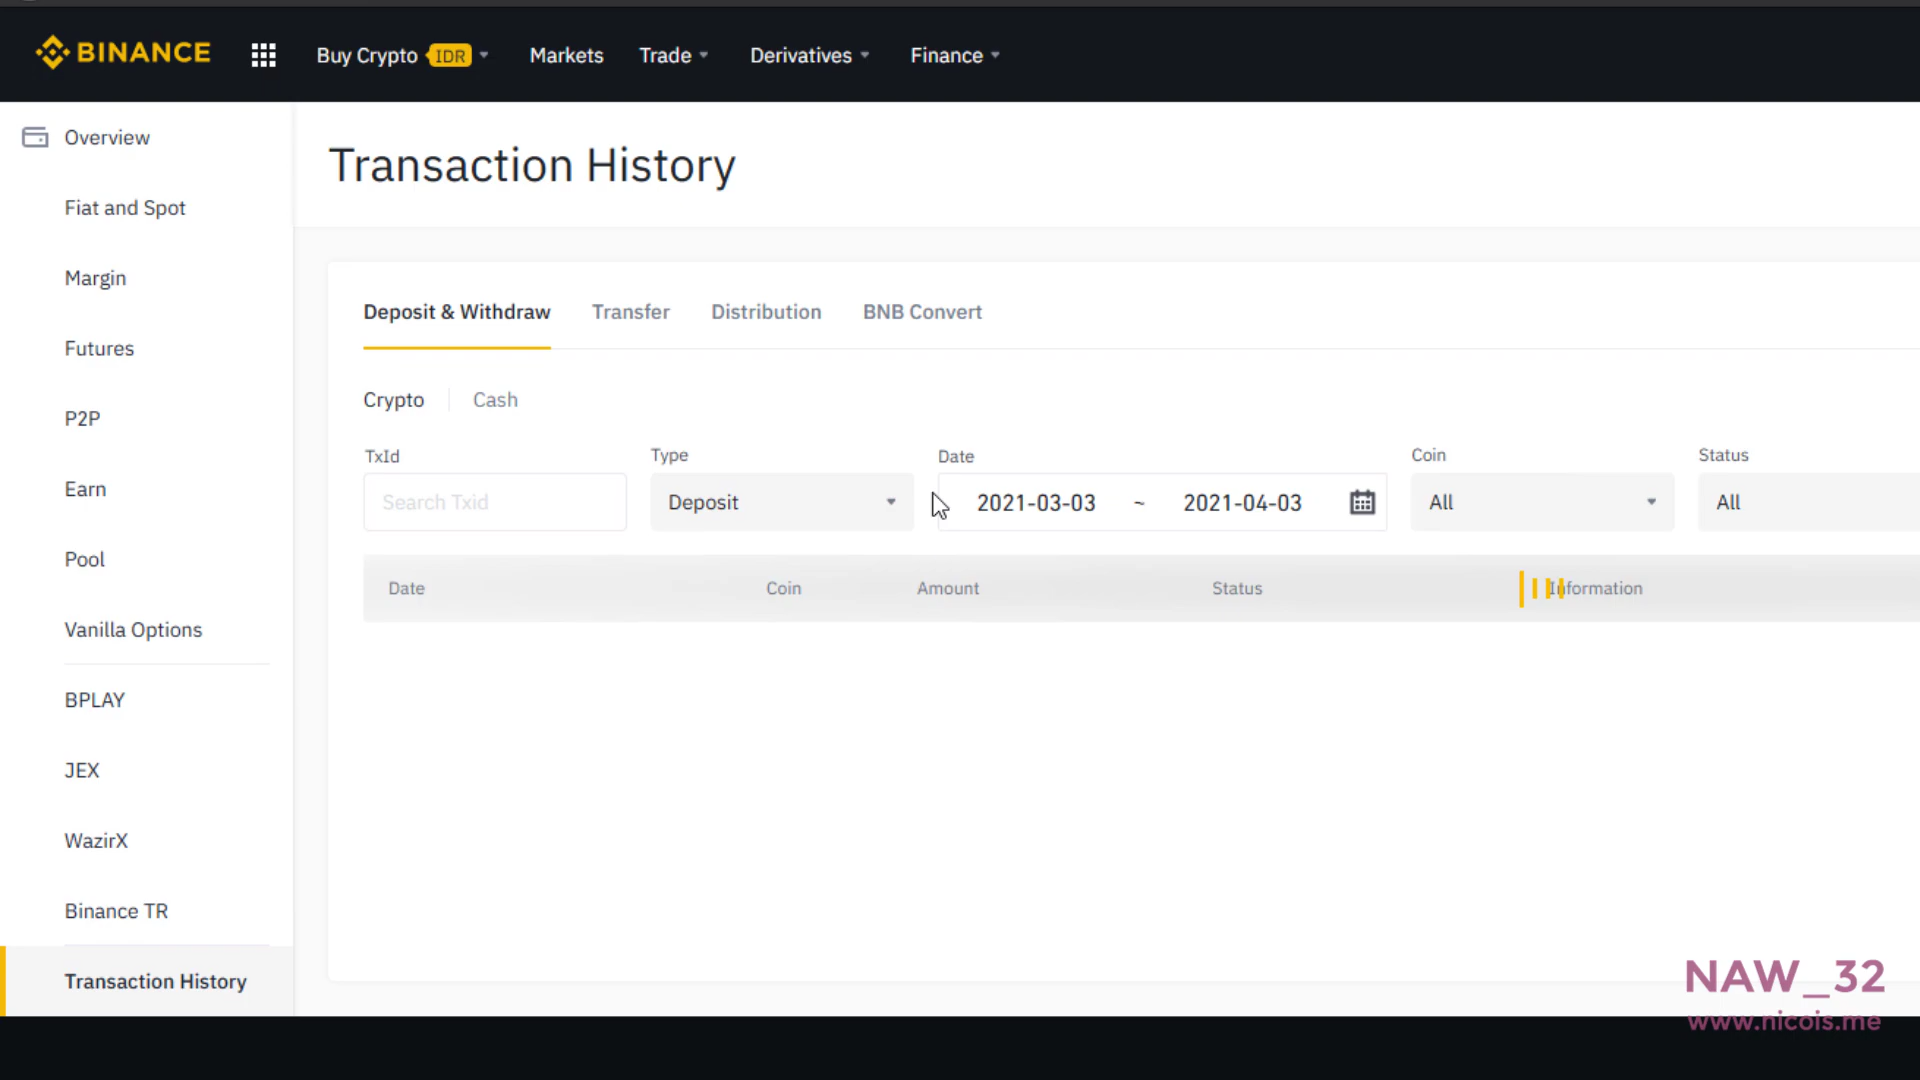 BINANCE Buy Crypto IDR Markets Trade Derivatives Finance
Overview
Fiat and Spot
Margin
Futures
P2P
Earn
Pool
Vanilla Options
BPLAY
JEX
WazirX
Binance TR
Transaction History
Transaction History
Deposit & Withdraw Transfer Distribution BNB Convert
Crypto Cash
TxId Type Date Coin Status
Search Txid Deposit 2021-03-03 ~ 2021-04-03 All All
Date Coin Amount Status Information
NAW_32
www.nicois.me